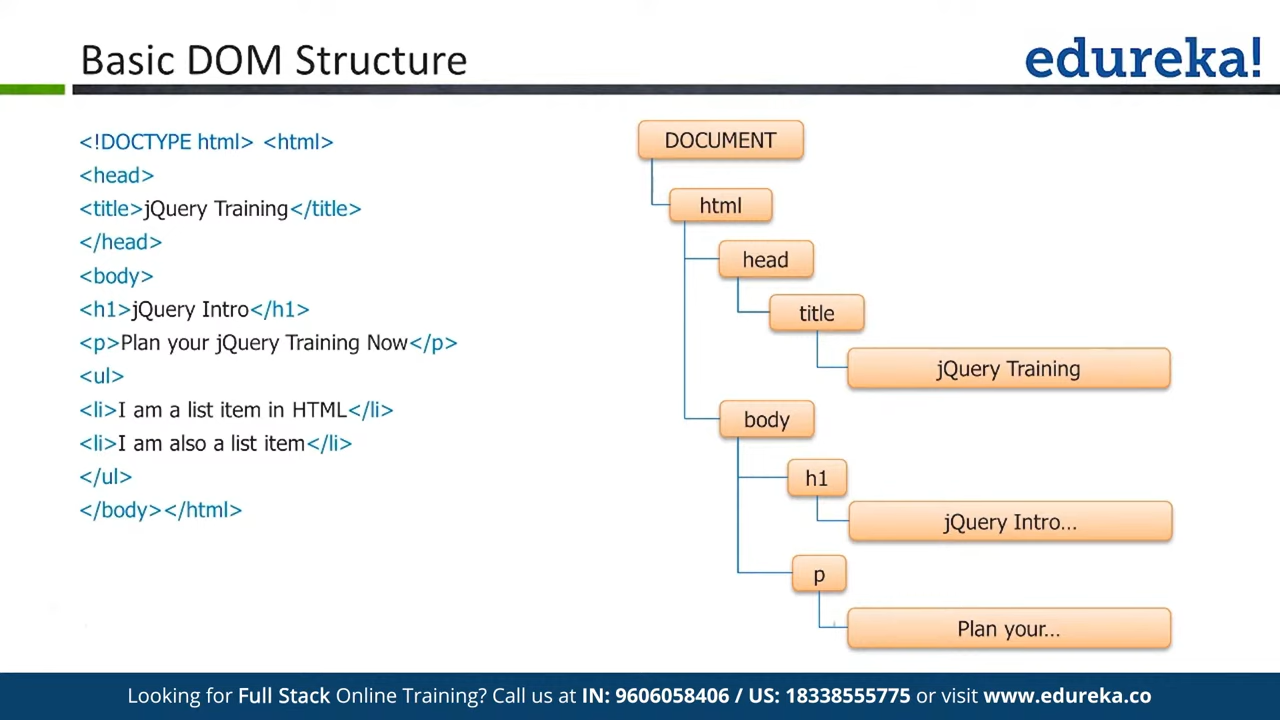 Basic DOM Structure
edureka!
<!DOCTYPE html> <html>
<head>
<title>jQuery Training</title>
</head>
<body>
<h1>jQuery Intro</h1>
<p>Plan your jQuery Training Now</p>
<ul>
<li>I am a list item in HTML</li>
<li>I am also a list item</li>
</ul>
</body></html>
DOCUMENT
html
head
title
jQuery Training
body
h1
jQuery Intro...
p
Plan your...
Looking for Full Stack Online Training? Call us at IN: 9606058406 / US: 18338555775 or visit www.edureka.co